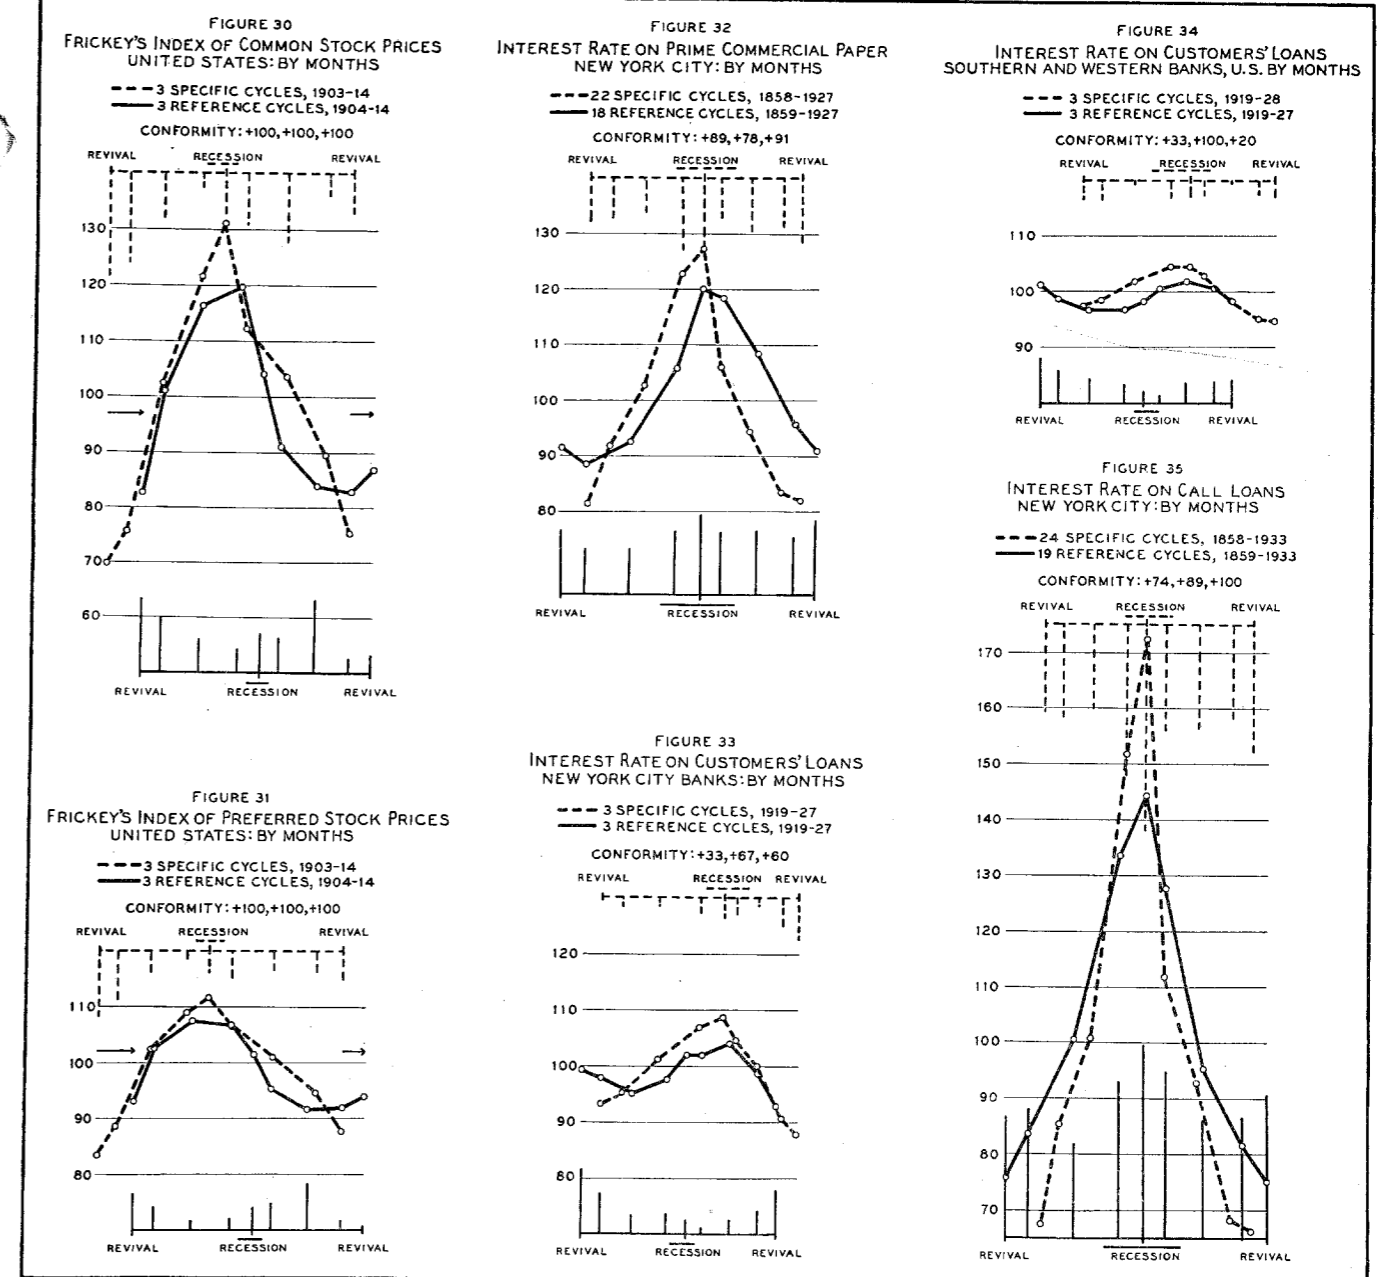 FIGURE 30
FRICKEY'S INDEX OF COMMON STOCK PRICES
UNITED STATES: BY MONTHS
3 SPECIFIC CYCLES, 1903-14
3 REFERENCE CYCLES, 1904-14
CONFORMITY: +100,+100,+100
REVIVAL RECESSION REVIVAL
130
120
110
100
90
80
70
60
REVIVAL RECESSION REVIVAL
FIGURE 31
FRICKEY'S INDEX OF PREFERRED STOCK PRICES
UNITED STATES: BY MONTHS
3 SPECIFIC CYCLES, 1903-14
3 REFERENCE CYCLES, 1904-14
CONFORMITY: +100,+100,+100
REVIVAL RECESSION REVIVAL
110
100
90
80
REVIVAL RECESSION REVIVAL
FIGURE 32
INTEREST RATE ON PRIME COMMERCIAL PAPER
NEW YORK CITY: BY MONTHS
22 SPECIFIC CYCLES, 1858-1927
18 REFERENCE CYCLES, 1859-1927
CONFORMITY: +89,+78,+91
REVIVAL RECESSION REVIVAL
130
120
110
100
90
80
REVIVAL RECESSION REVIVAL
FIGURE 33
INTEREST RATE ON CUSTOMERS' LOANS
NEW YORK CITY BANKS: BY MONTHS
3 SPECIFIC CYCLES, 1919-27
3 REFERENCE CYCLES, 1919-27
CONFORMITY: +33,+67,+60
REVIVAL RECESSION REVIVAL
120
110
100
90
80
REVIVAL RECESSION REVIVAL
FIGURE 34
INTEREST RATE ON CUSTOMERS' LOANS
SOUTHERN AND WESTERN BANKS, U.S. BY MONTHS
3 SPECIFIC CYCLES, 1919-28
3 REFERENCE CYCLES, 1919-27
CONFORMITY: +33,+100,+20
REVIVAL RECESSION REVIVAL
110
100
90
REVIVAL RECESSION REVIVAL
FIGURE 35
INTEREST RATE ON CALL LOANS
NEW YORK CITY: BY MONTHS
24 SPECIFIC CYCLES, 1858-1933
19 REFERENCE CYCLES, 1859-1933
CONFORMITY: +74,+89,+100
REVIVAL RECESSION REVIVAL
170
160
150
140
130
120
110
100
90
80
70
REVIVAL RECESSION REVIVAL